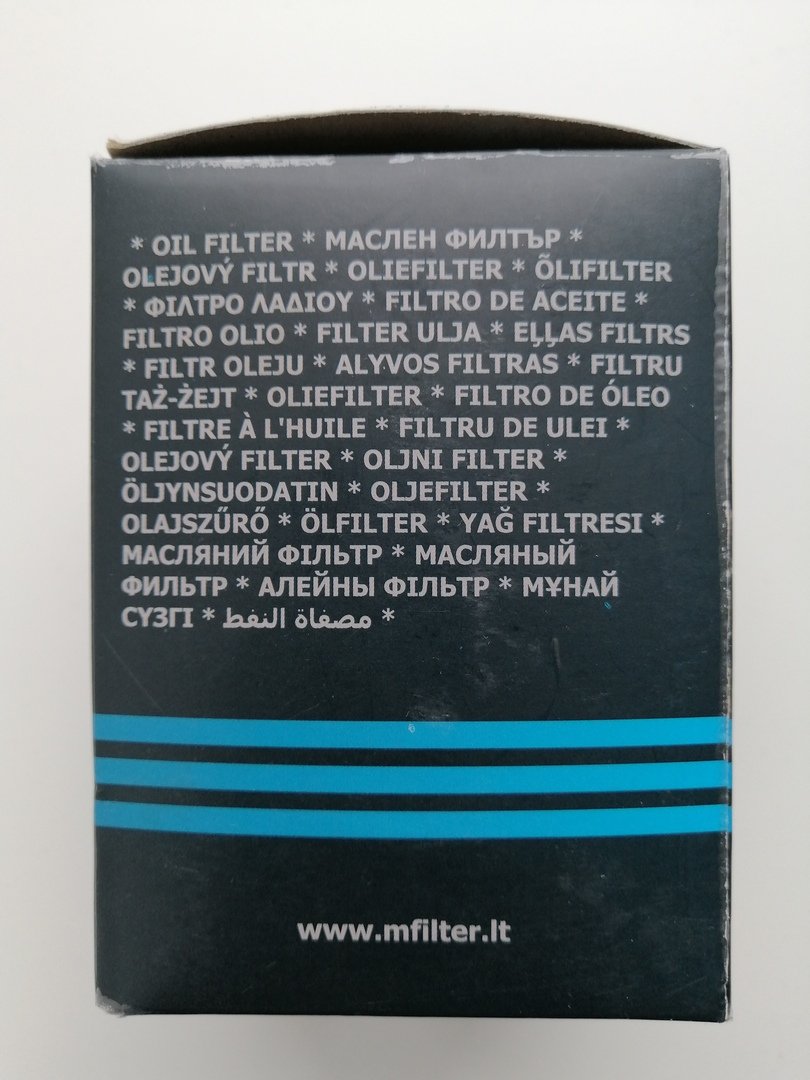 * OIL FILTER * МАСЛЕН ФИЛТЪР *
OLEJOVÝ FILTR * OLIEFILTER * ÕLIFILTER
* ΦΙΛΤΡΟ ΛΑΔΙΟΥ * FILTRO DE ACEITE *
FILTRO OLIO * FILTER ULJA * EĻĻAS FILTRS
* FILTR OLEJU * ALYVOS FILTRAS * FILTRU
TAŻ-ŻEJT * OLIEFILTER * FILTRO DE ÓLEO
* FILTRE À L'HUILE * FILTRU DE ULEI *
OLEJOVÝ FILTER * OLJNI FILTER *
ÖLJYNSUODATIN * OLJEFILTER *
OLAJSZŰRŐ * ÖLFILTER * YAĞ FILTRESI *
МАСЛЯНИЙ ФІЛЬТР * МАСЛЯНЫЙ
ФИЛЬТР * АЛЕЙНЫ ФІЛЬТР * МҰНАЙ
СҮЗГІ * مصفاة النفط *
www.mfilter.lt